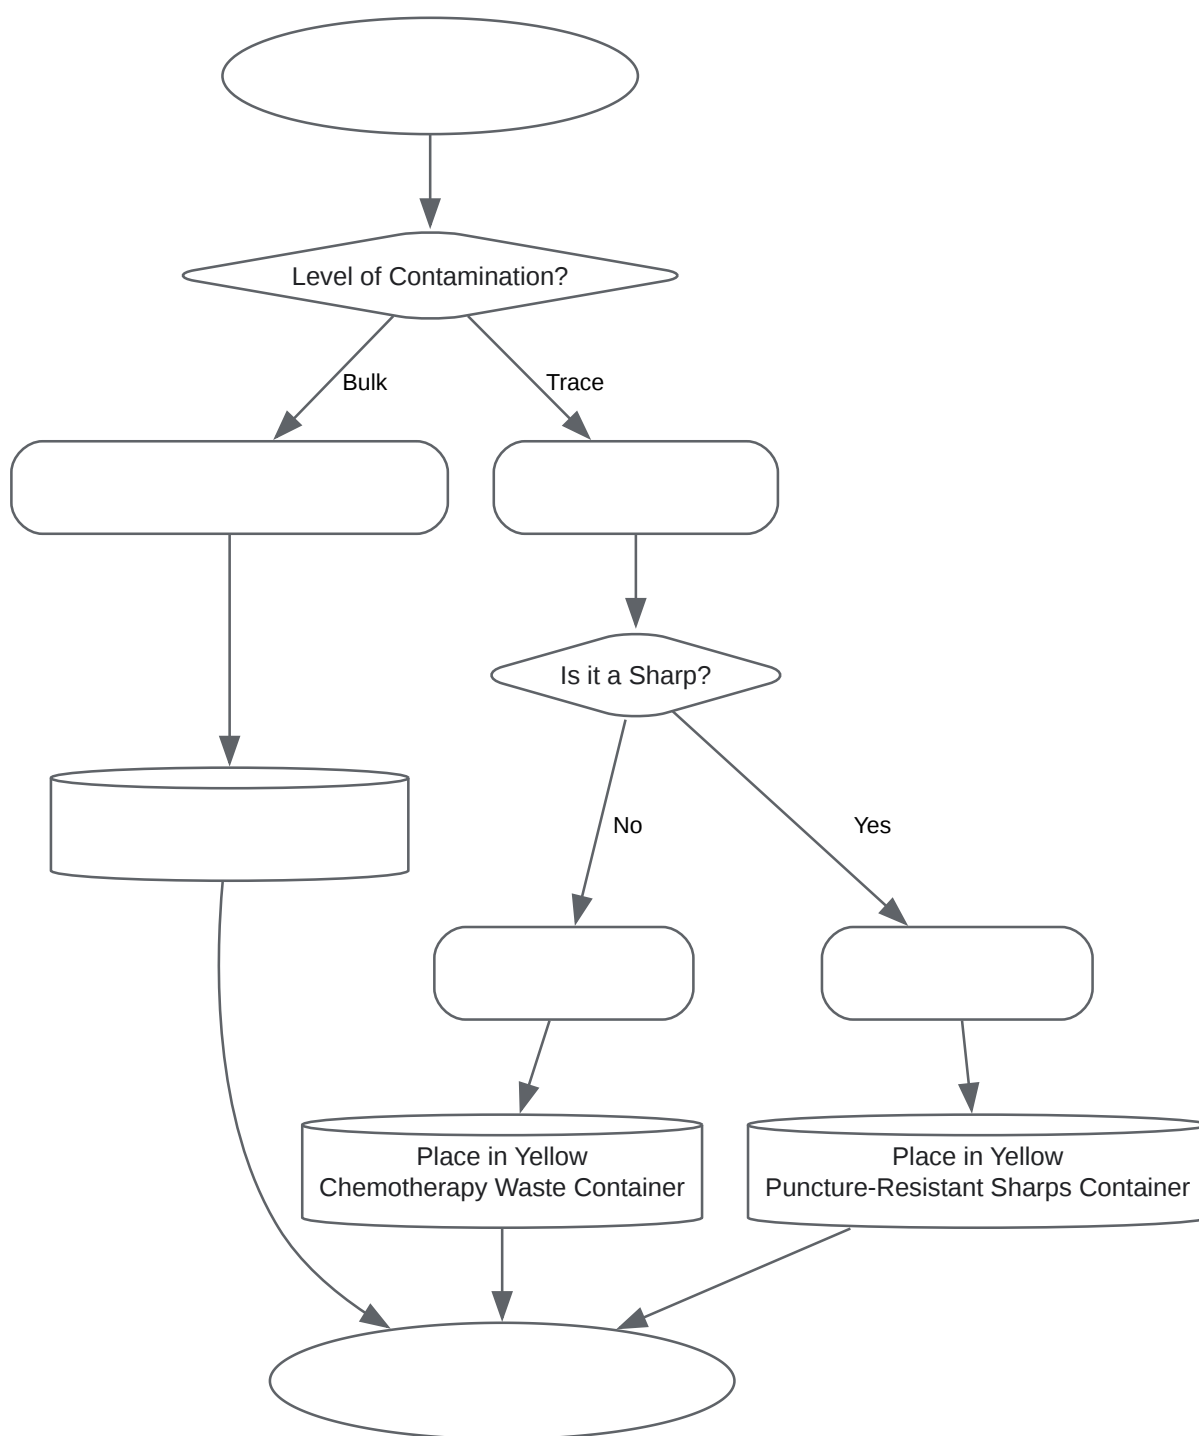 Level of Contamination?
Bulk
Trace
Is it a Sharp?
No
Yes
Place in Yellow
Chemotherapy Waste Container
Place in Yellow
Puncture-Resistant Sharps Container